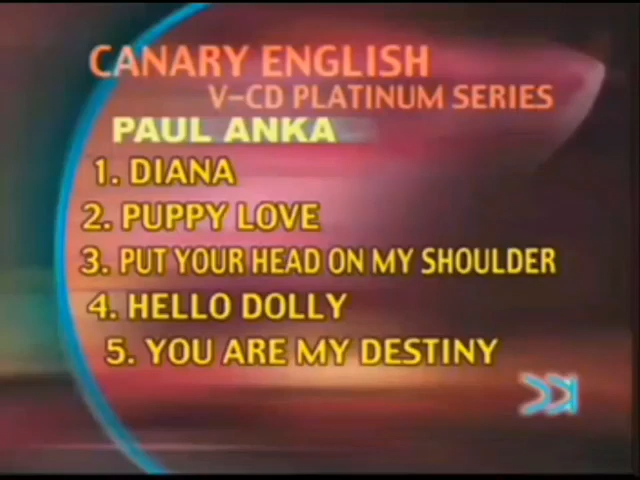 CANARY ENGLISH
V-CD PLATINUM SERIES
PAUL ANKA
1. DIANA
2. PUPPY LOVE
3. PUT YOUR HEAD ON MY SHOULDER
4. HELLO DOLLY
5. YOU ARE MY DESTINY